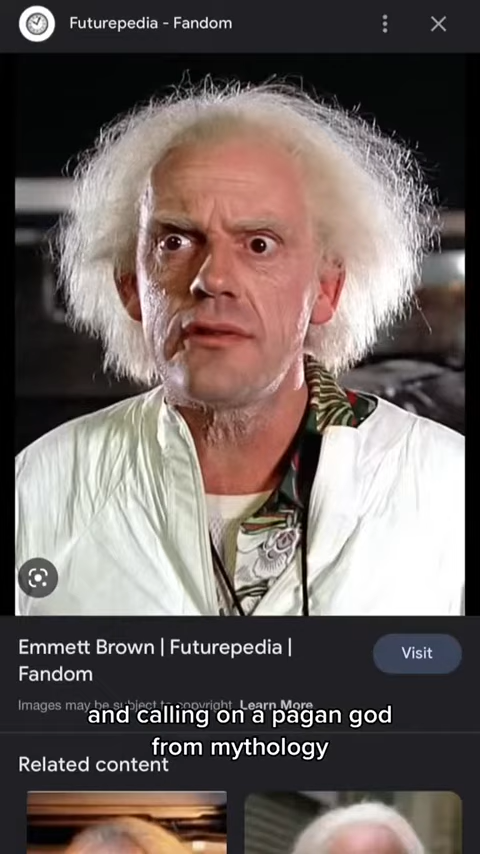 Futurepedia - Fandom
Emmett Brown | Futurepedia |
Fandom
Visit
Images may be subject to copyright. Learn More
and calling on a pagan god
from mythology
Related content